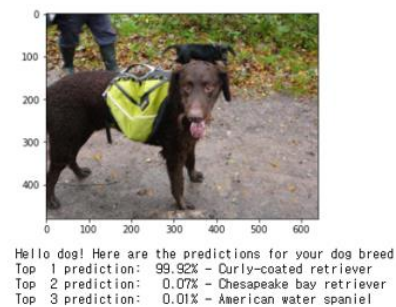 0
100
200
300
400
0 100 200 300 400 500 600
Hello dog! Here are the predictions for your dog breed
Top 1 prediction: 99.92% - Curly-coated retriever
Top 2 prediction: 0.07% - Chesapeake bay retriever
Top 3 prediction: 0.01% - American water spaniel